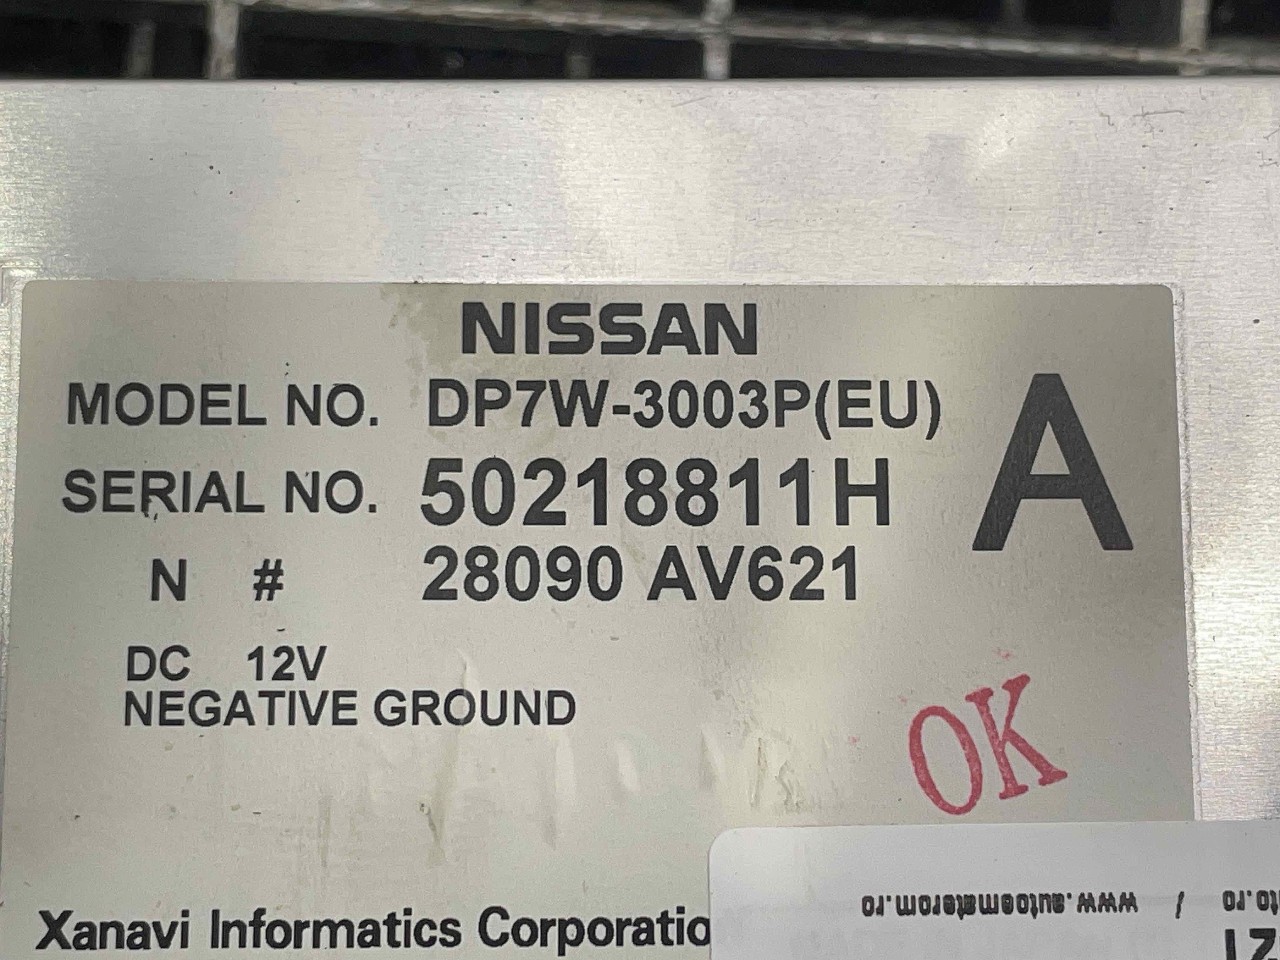 NISSAN
MODEL NO. DP7W-3003P(EU)
A
SERIAL NO. 50218811H
N # 28090 AV621
DC 12V
NEGATIVE GROUND
OK
Xanavi Informatics Corporatio
www.automaterom.ro /